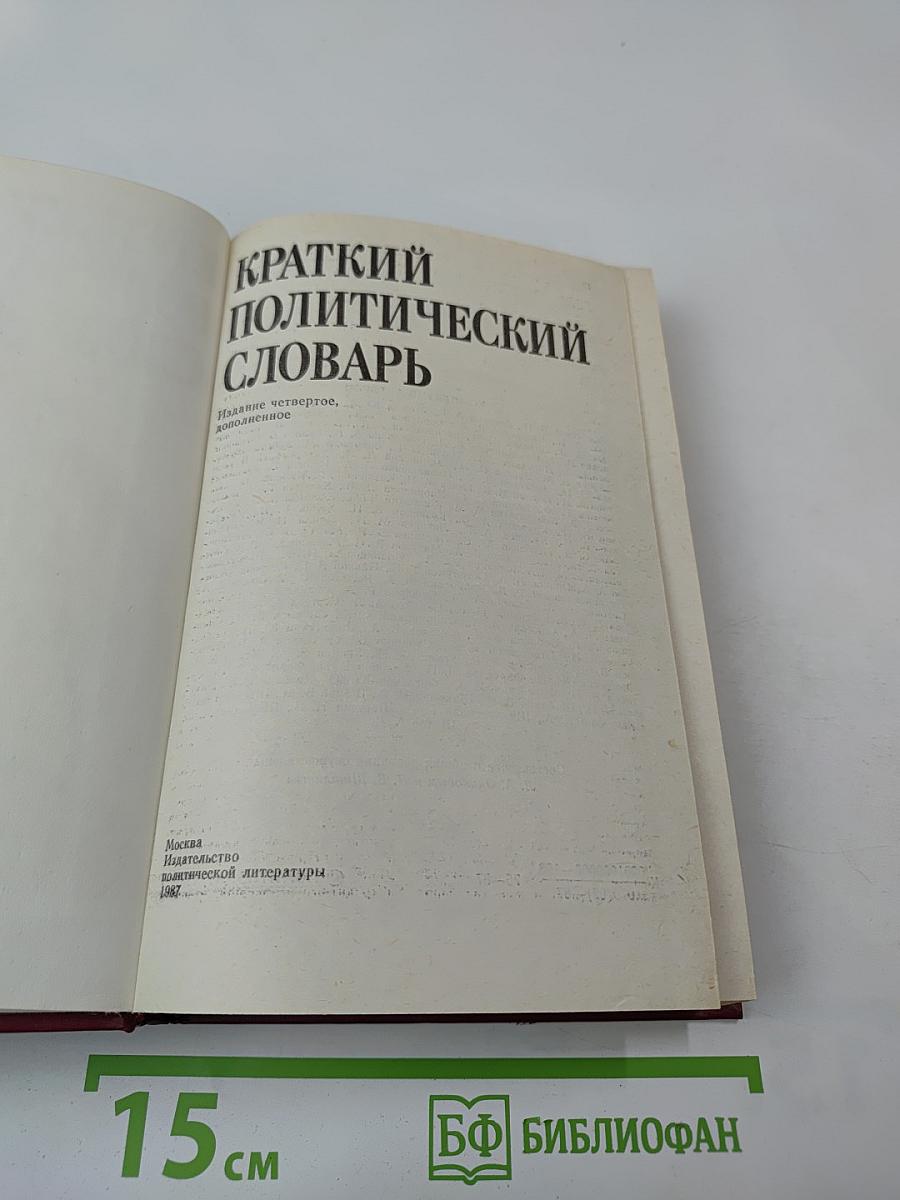 КРАТКИЙ
ПОЛИТИЧЕСКИЙ
СЛОВАРЬ
Издание четвертое,
дополненное
Москва
Издательство
политической литературы
1987
15 см
БФ БИБЛИОФАН